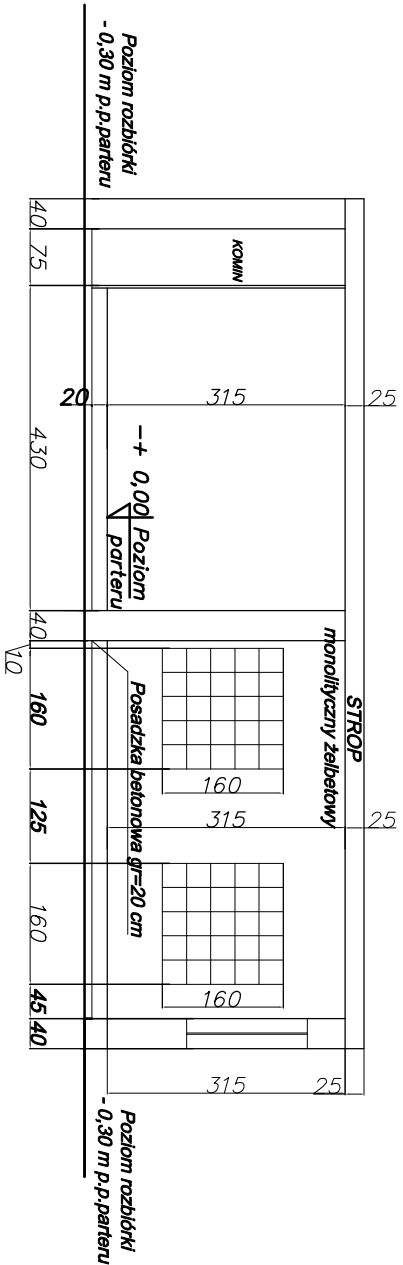 Poziom rozbiórki
- 0,30 m p.p.parteru
KOMIN
STROP
monolityczny żelbetowy
25
315
25
315
25
315
20
-+ 0,00 Poziom
parteru
Posadzka betonowa gr=20 cm
160
160
40
75
430
40
10
160
125
160
45
40
Poziom rozbiórki
- 0,30 m p.p.parteru